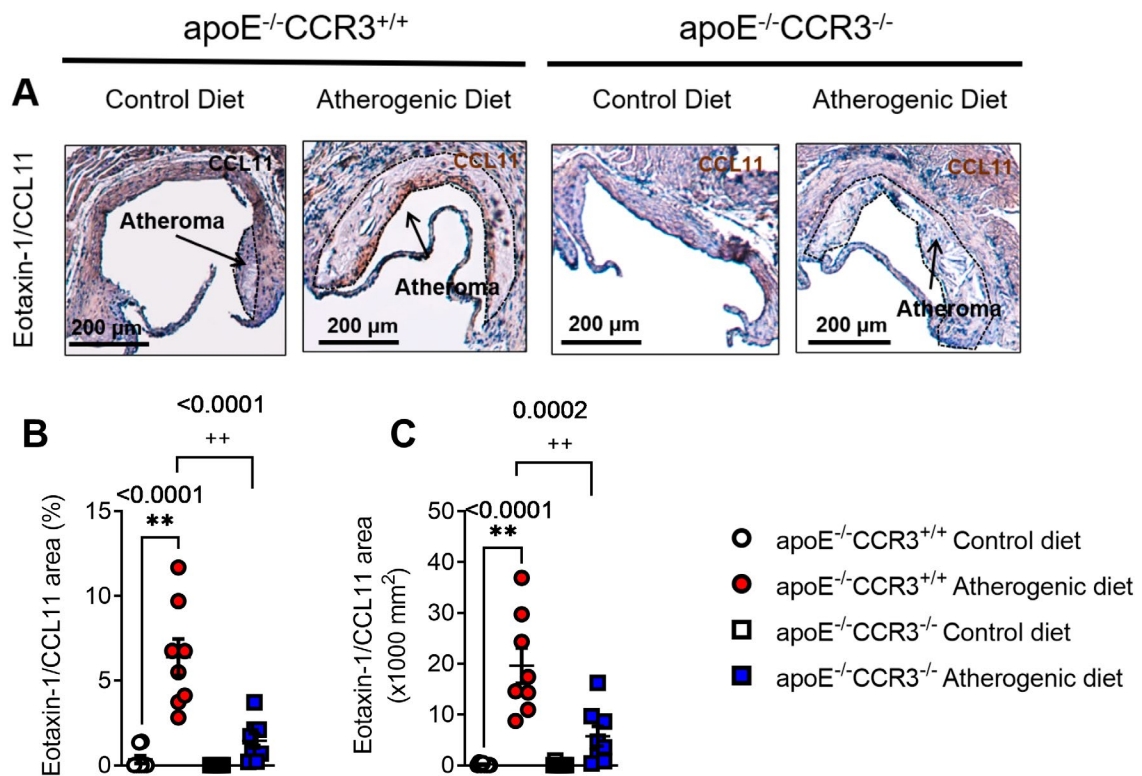 apoE-/-CCR3+/+
apoE-/-CCR3-/-
A
Control Diet
Atherogenic Diet
Control Diet
Atherogenic Diet
Eotaxin-1/CCL11
CCL11
Atheroma
200 µm
CCL11
Atheroma
200 µm
CCL11
200 µm
CCL11
Atheroma
200 µm
B
<0.0001
++
<0.0001
**
Eotaxin-1/CCL11 area (%)
15
10
5
0
C
0.0002
++
<0.0001
**
Eotaxin-1/CCL11 area
(x1000 mm2)
50
40
30
20
10
0
apoE-/-CCR3+/+ Control diet
apoE-/-CCR3+/+ Atherogenic diet
apoE-/-CCR3-/- Control diet
apoE-/-CCR3-/- Atherogenic diet